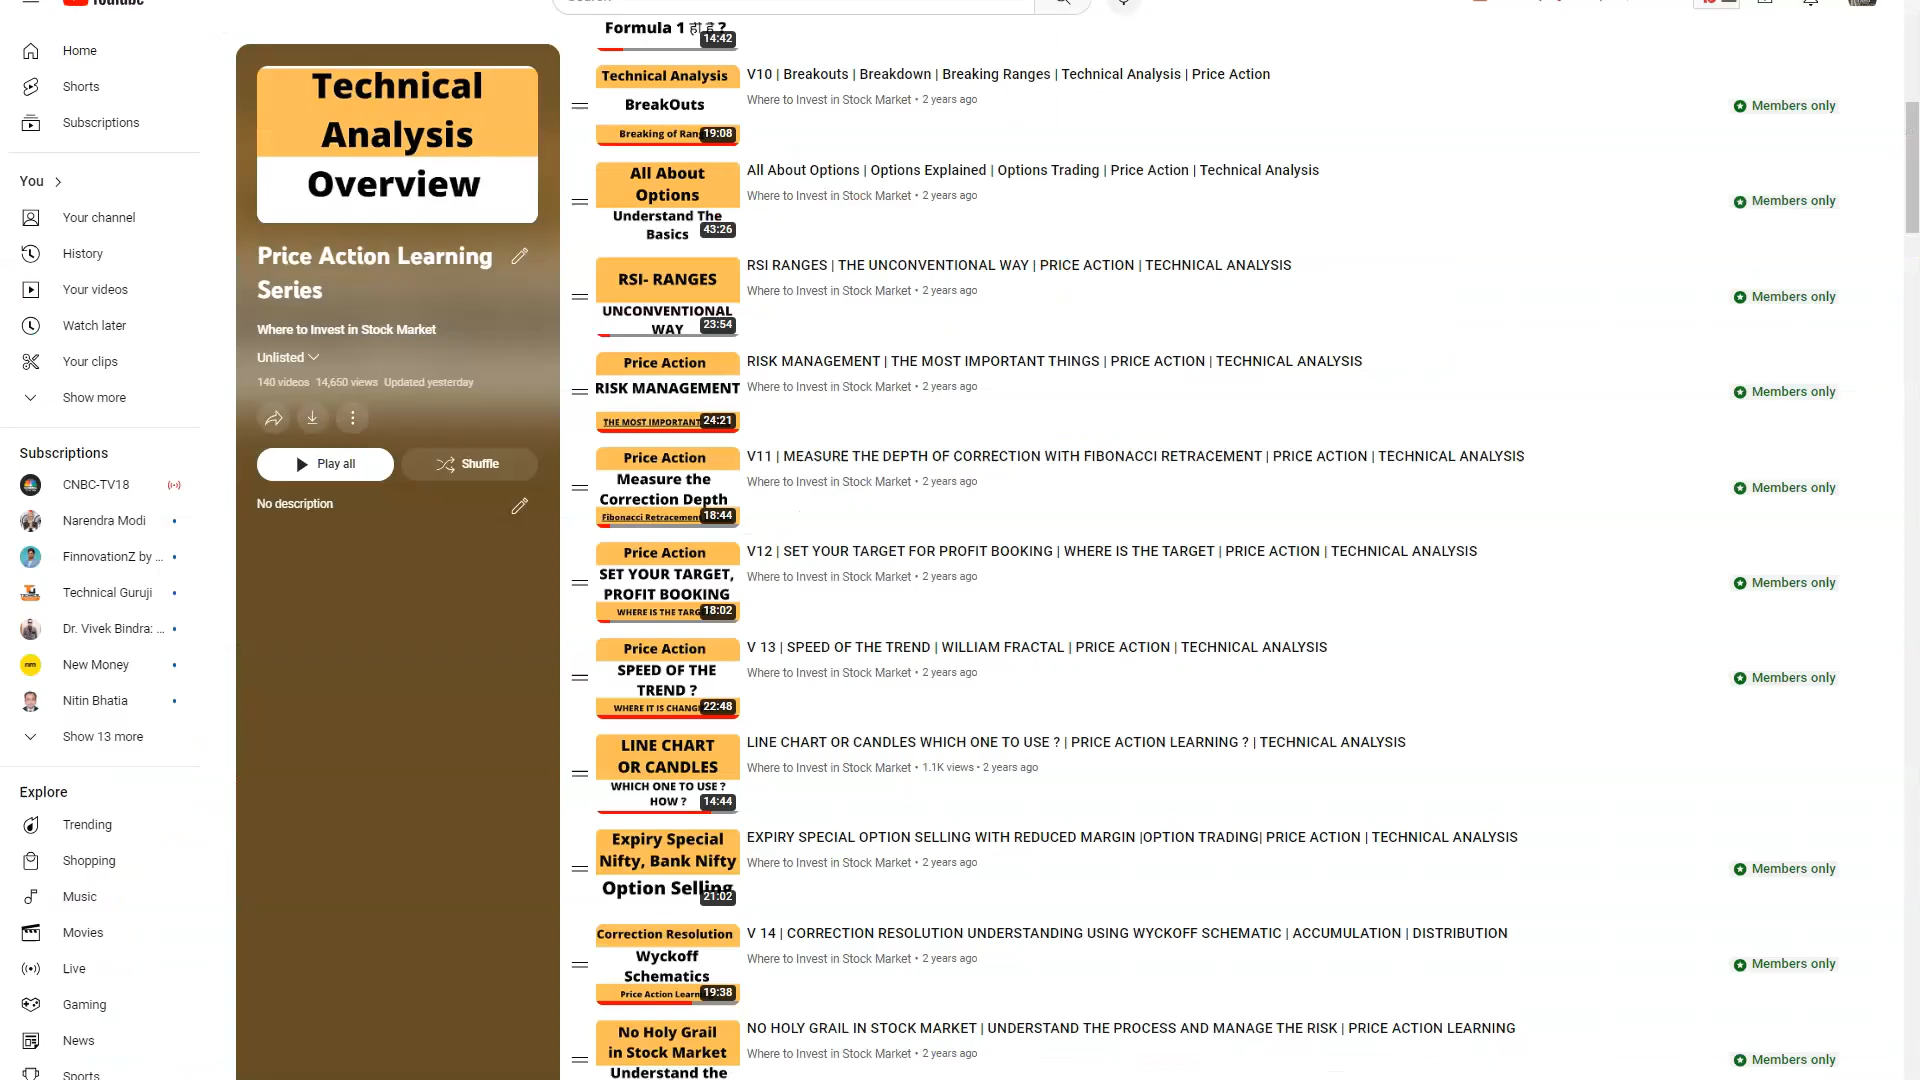 YouTube
Search
Home
Shorts
Subscriptions
You
Your channel
History
Your videos
Watch later
Your clips
Show more
Subscriptions
CNBC-TV18
Narendra Modi
FinnovationZ by ...
Technical Guruji
Dr. Vivek Bindra: ...
New Money
Nitin Bhatia
Show 13 more
Explore
Trending
Shopping
Music
Movies
Live
Gaming
News
Sports
Technical
Analysis
Overview
Price Action Learning
Series
Where to Invest in Stock Market
Unlisted
140 videos 14,650 views Updated yesterday
Play all
Shuffle
No description
Formula 1
14:42
Technical Analysis
BreakOuts
Breaking of
19:08
V10 | Breakouts | Breakdown | Breaking Ranges | Technical Analysis | Price Action
Where to Invest in Stock Market • 2 years ago
Members only
All About
Options
Understand The
Basics
43:26
All About Options | Options Explained | Options Trading | Price Action | Technical Analysis
Where to Invest in Stock Market • 2 years ago
Members only
RSI- RANGES
UNCONVENTIONAL
WAY
23:54
RSI RANGES | THE UNCONVENTIONAL WAY | PRICE ACTION | TECHNICAL ANALYSIS
Where to Invest in Stock Market • 2 years ago
Members only
Price Action
RISK MANAGEMENT
THE MOST IMPORTANT
24:21
RISK MANAGEMENT | THE MOST IMPORTANT THINGS | PRICE ACTION | TECHNICAL ANALYSIS
Where to Invest in Stock Market • 2 years ago
Members only
Price Action
Measure the
Correction Depth
Fibonacci Retracement
18:44
V11 | MEASURE THE DEPTH OF CORRECTION WITH FIBONACCI RETRACEMENT | PRICE ACTION | TECHNICAL ANALYSIS
Where to Invest in Stock Market • 2 years ago
Members only
Price Action
SET YOUR TARGET,
PROFIT BOOKING
WHERE IS THE
18:02
V12 | SET YOUR TARGET FOR PROFIT BOOKING | WHERE IS THE TARGET | PRICE ACTION | TECHNICAL ANALYSIS
Where to Invest in Stock Market • 2 years ago
Members only
Price Action
SPEED OF THE
TREND ?
WHERE IT IS
22:48
V 13 | SPEED OF THE TREND | WILLIAM FRACTAL | PRICE ACTION | TECHNICAL ANALYSIS
Where to Invest in Stock Market • 2 years ago
Members only
LINE CHART
OR CANDLES
WHICH ONE TO USE ?
HOW ?
14:44
LINE CHART OR CANDLES WHICH ONE TO USE ? | PRICE ACTION LEARNING ? | TECHNICAL ANALYSIS
Where to Invest in Stock Market • 1.1K views • 2 years ago
Expiry Special
Nifty, Bank Nifty
Option Selling
21:02
EXPIRY SPECIAL OPTION SELLING WITH REDUCED MARGIN |OPTION TRADING| PRICE ACTION | TECHNICAL ANALYSIS
Where to Invest in Stock Market • 2 years ago
Members only
Correction Resolution
Wyckoff
Schematics
Price Action
19:38
V 14 | CORRECTION RESOLUTION UNDERSTANDING USING WYCKOFF SCHEMATIC | ACCUMULATION | DISTRIBUTION
Where to Invest in Stock Market • 2 years ago
Members only
No Holy Grail
in Stock Market
Understand the
NO HOLY GRAIL IN STOCK MARKET | UNDERSTAND THE PROCESS AND MANAGE THE RISK | PRICE ACTION LEARNING
Where to Invest in Stock Market • 2 years ago
Members only